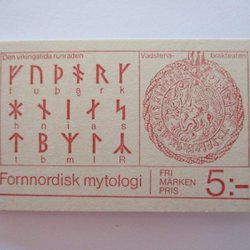 Den vikingatida runraden
Vadstena-
brakteaten
ᚠ ᚢ ᚦ ᚬ ᚱ ᚴ
f u þ ą r k
ᚼ ᚾ ᛁ ᛅ ᛋ
h n i a s
ᛏ ᛒ ᛘ ᛚ ᛦ
t b m l R
Fornnordisk mytologi
FRI
MÄRKEN
PRIS
5:-